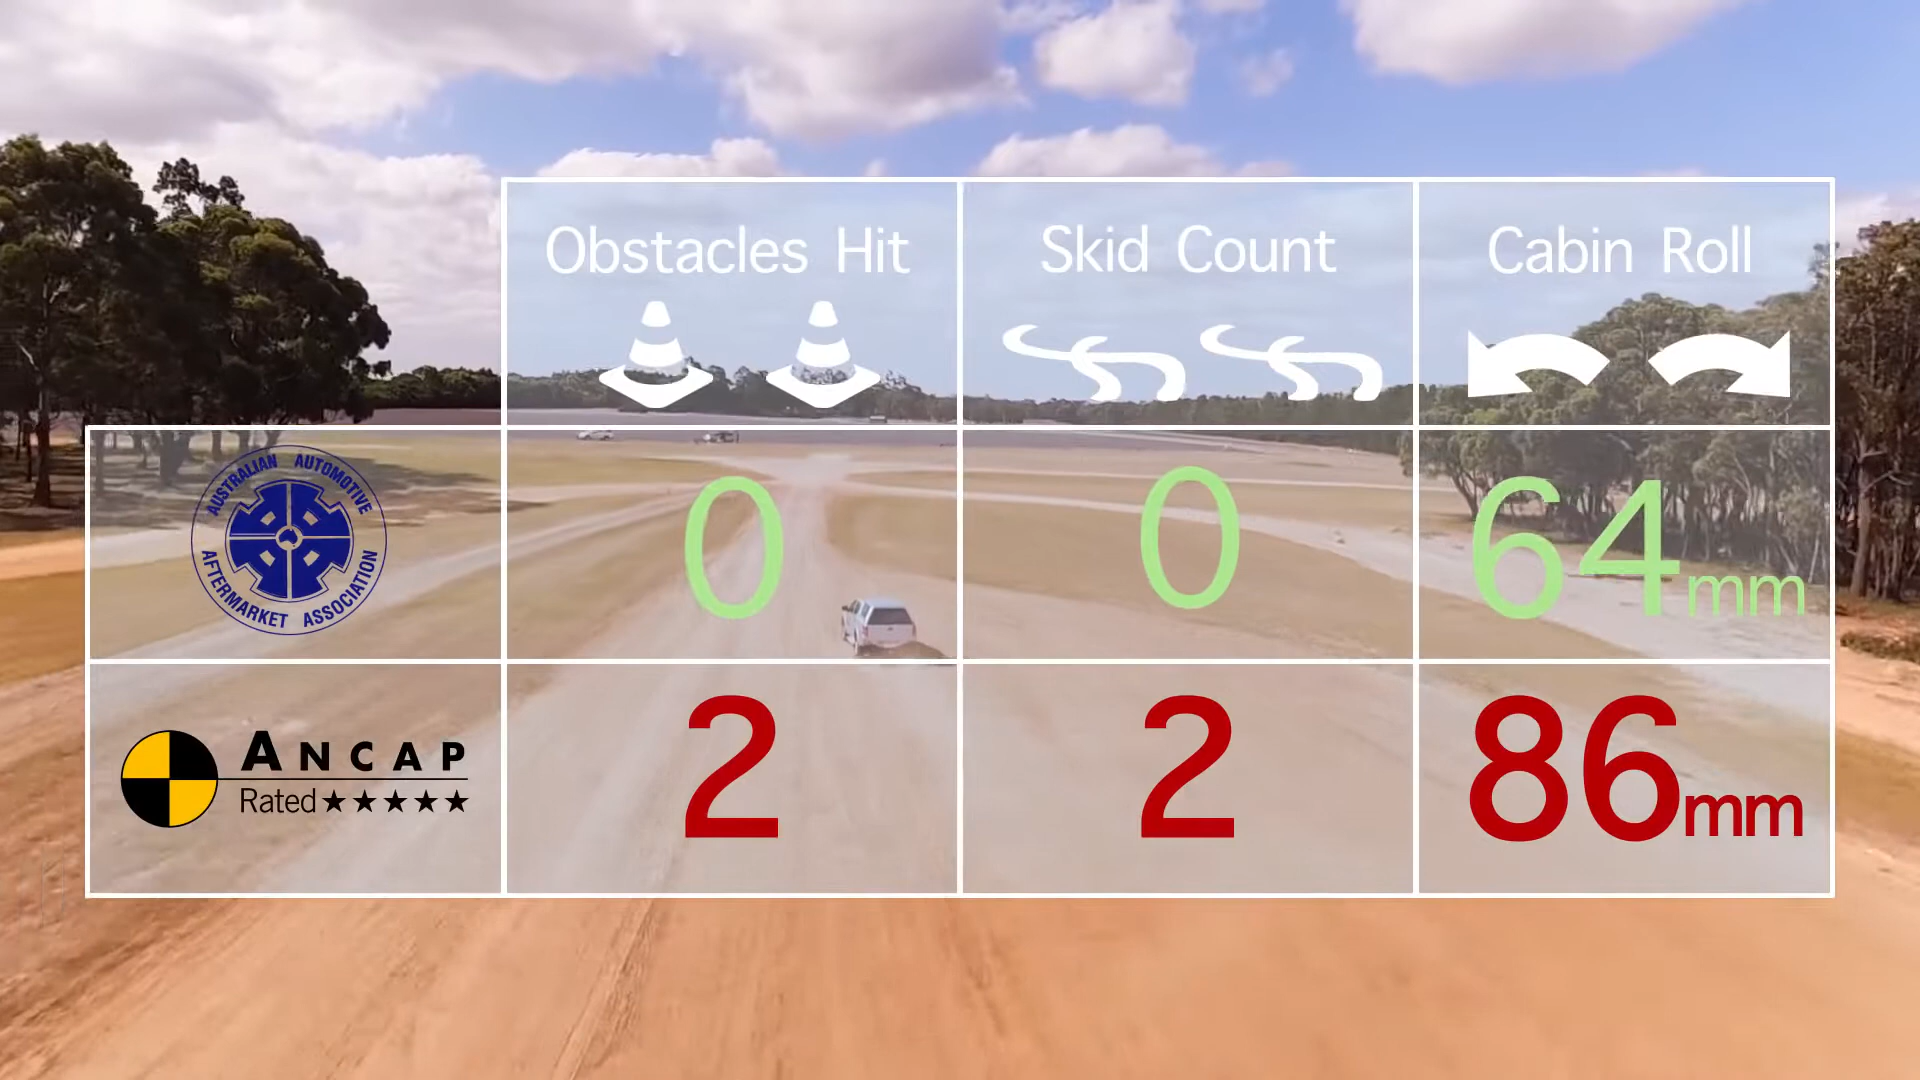 Obstacles Hit
Skid Count
Cabin Roll
AUSTRALIAN AUTOMOTIVE
AFTERMARKET ASSOCIATION
0
0
64mm
ANCAP
Rated★★★★★
2
2
86mm